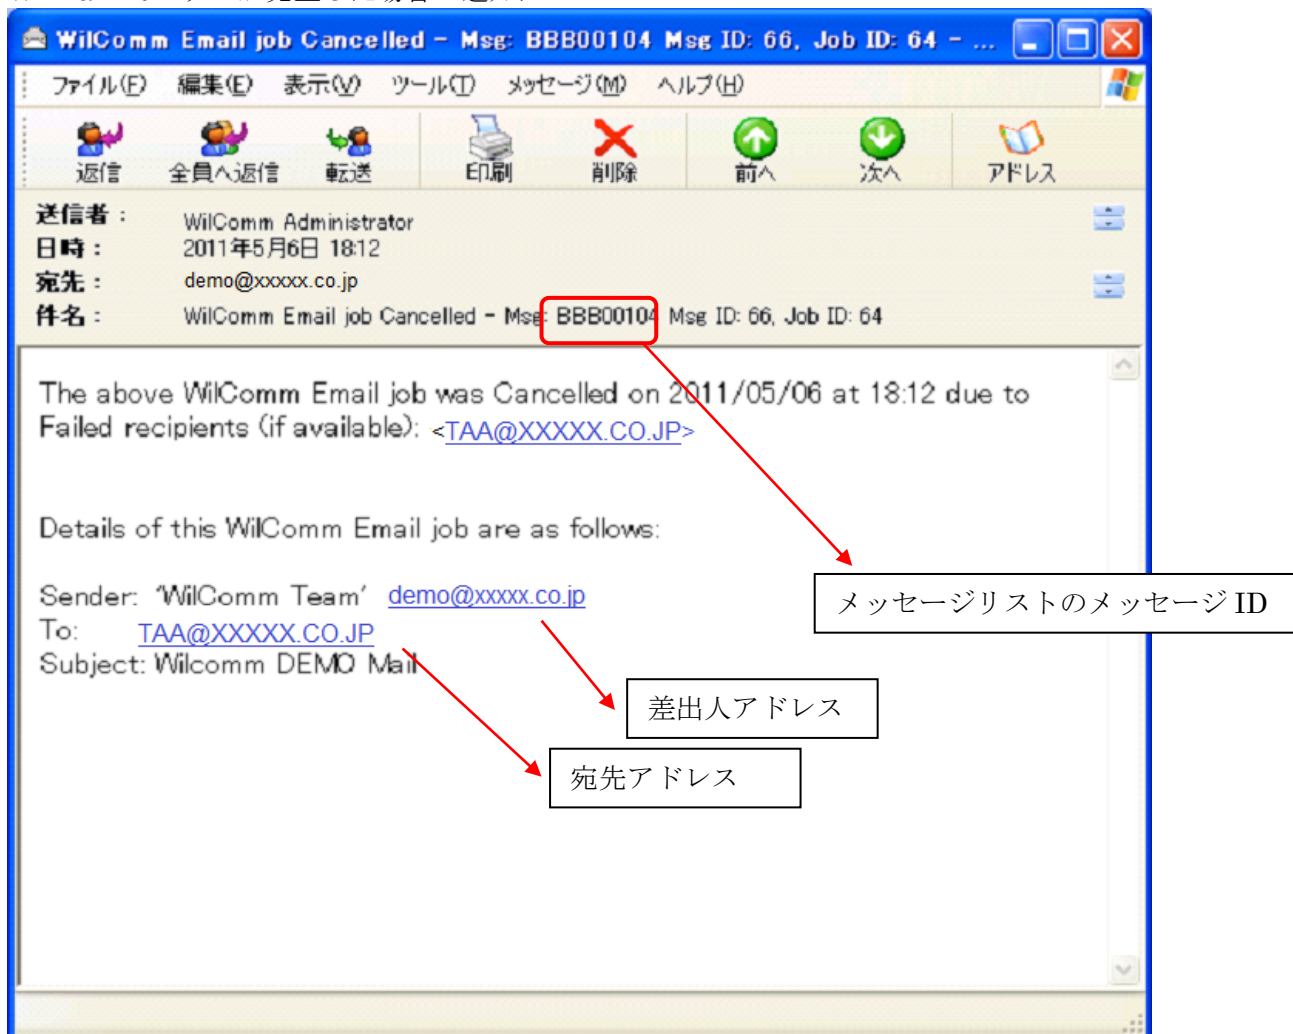 WilComm Email job Cancelled - Msg: BBB00104 Msg ID: 66, Job ID: 64 - ...
ファイル(F) 編集(E) 表示(V) ツール(T) メッセージ(M) ヘルプ(H)
返信 全員へ返信 転送 印刷 削除 前へ 次へ アドレス
送信者: WilComm Administrator
日時: 2011年5月6日 18:12
宛先: demo@xxxxx.co.jp
件名: WilComm Email job Cancelled - Msg: BBB00104 Msg ID: 66, Job ID: 64
The above WilComm Email job was Cancelled on 2011/05/06 at 18:12 due to
Failed recipients (if available): <TAA@XXXXX.CO.JP>
Details of this WilComm Email job are as follows:
メッセージリストのメッセージ ID
Sender: 'WilComm Team' demo@xxxxx.co.jp
To: TAA@XXXXX.CO.JP
Subject: Wilcomm DEMO Mail
差出人アドレス
宛先アドレス